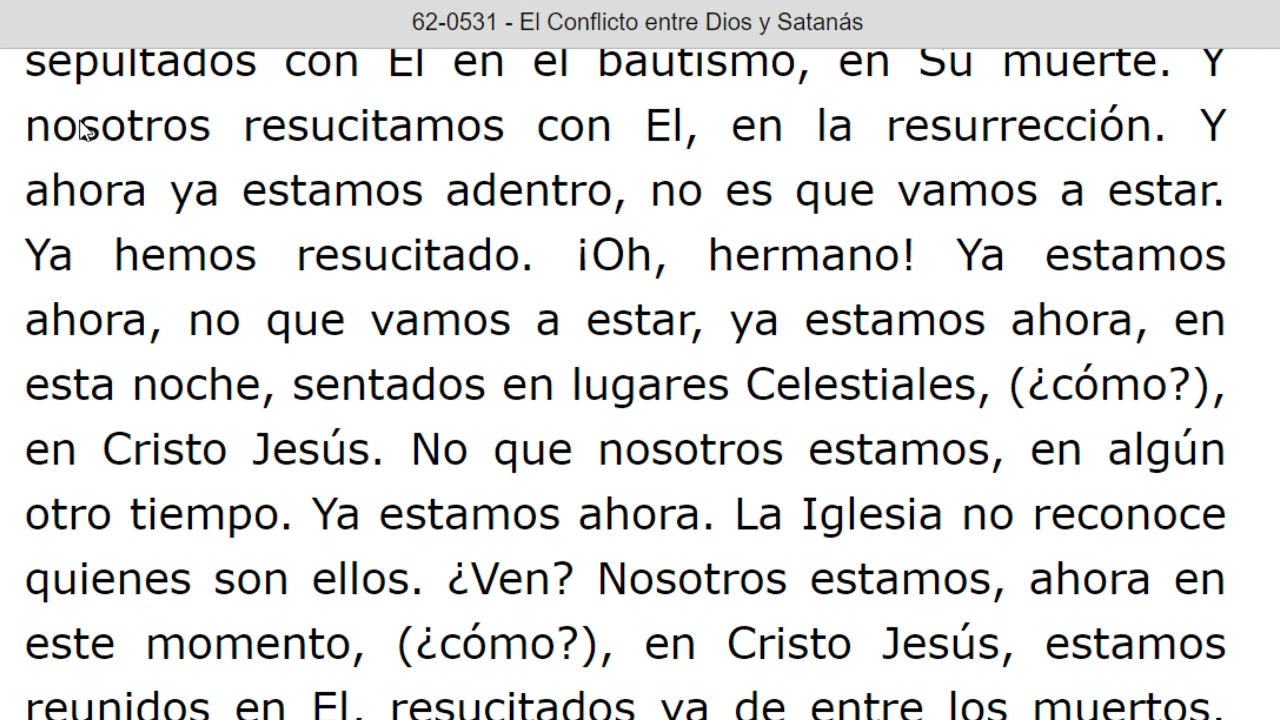 62-0531 - El Conflicto entre Dios y Satanás
sepultados con El en el bautismo, en Su muerte. Y
nosotros resucitamos con El, en la resurrección. Y
ahora ya estamos adentro, no es que vamos a estar.
Ya hemos resucitado. ¡Oh, hermano! Ya estamos
ahora, no que vamos a estar, ya estamos ahora, en
esta noche, sentados en lugares Celestiales, (¿cómo?),
en Cristo Jesús. No que nosotros estamos, en algún
otro tiempo. Ya estamos ahora. La Iglesia no reconoce
quienes son ellos. ¿Ven? Nosotros estamos, ahora en
este momento, (¿cómo?), en Cristo Jesús, estamos
reunidos en El, resucitados ya de entre los muertos,